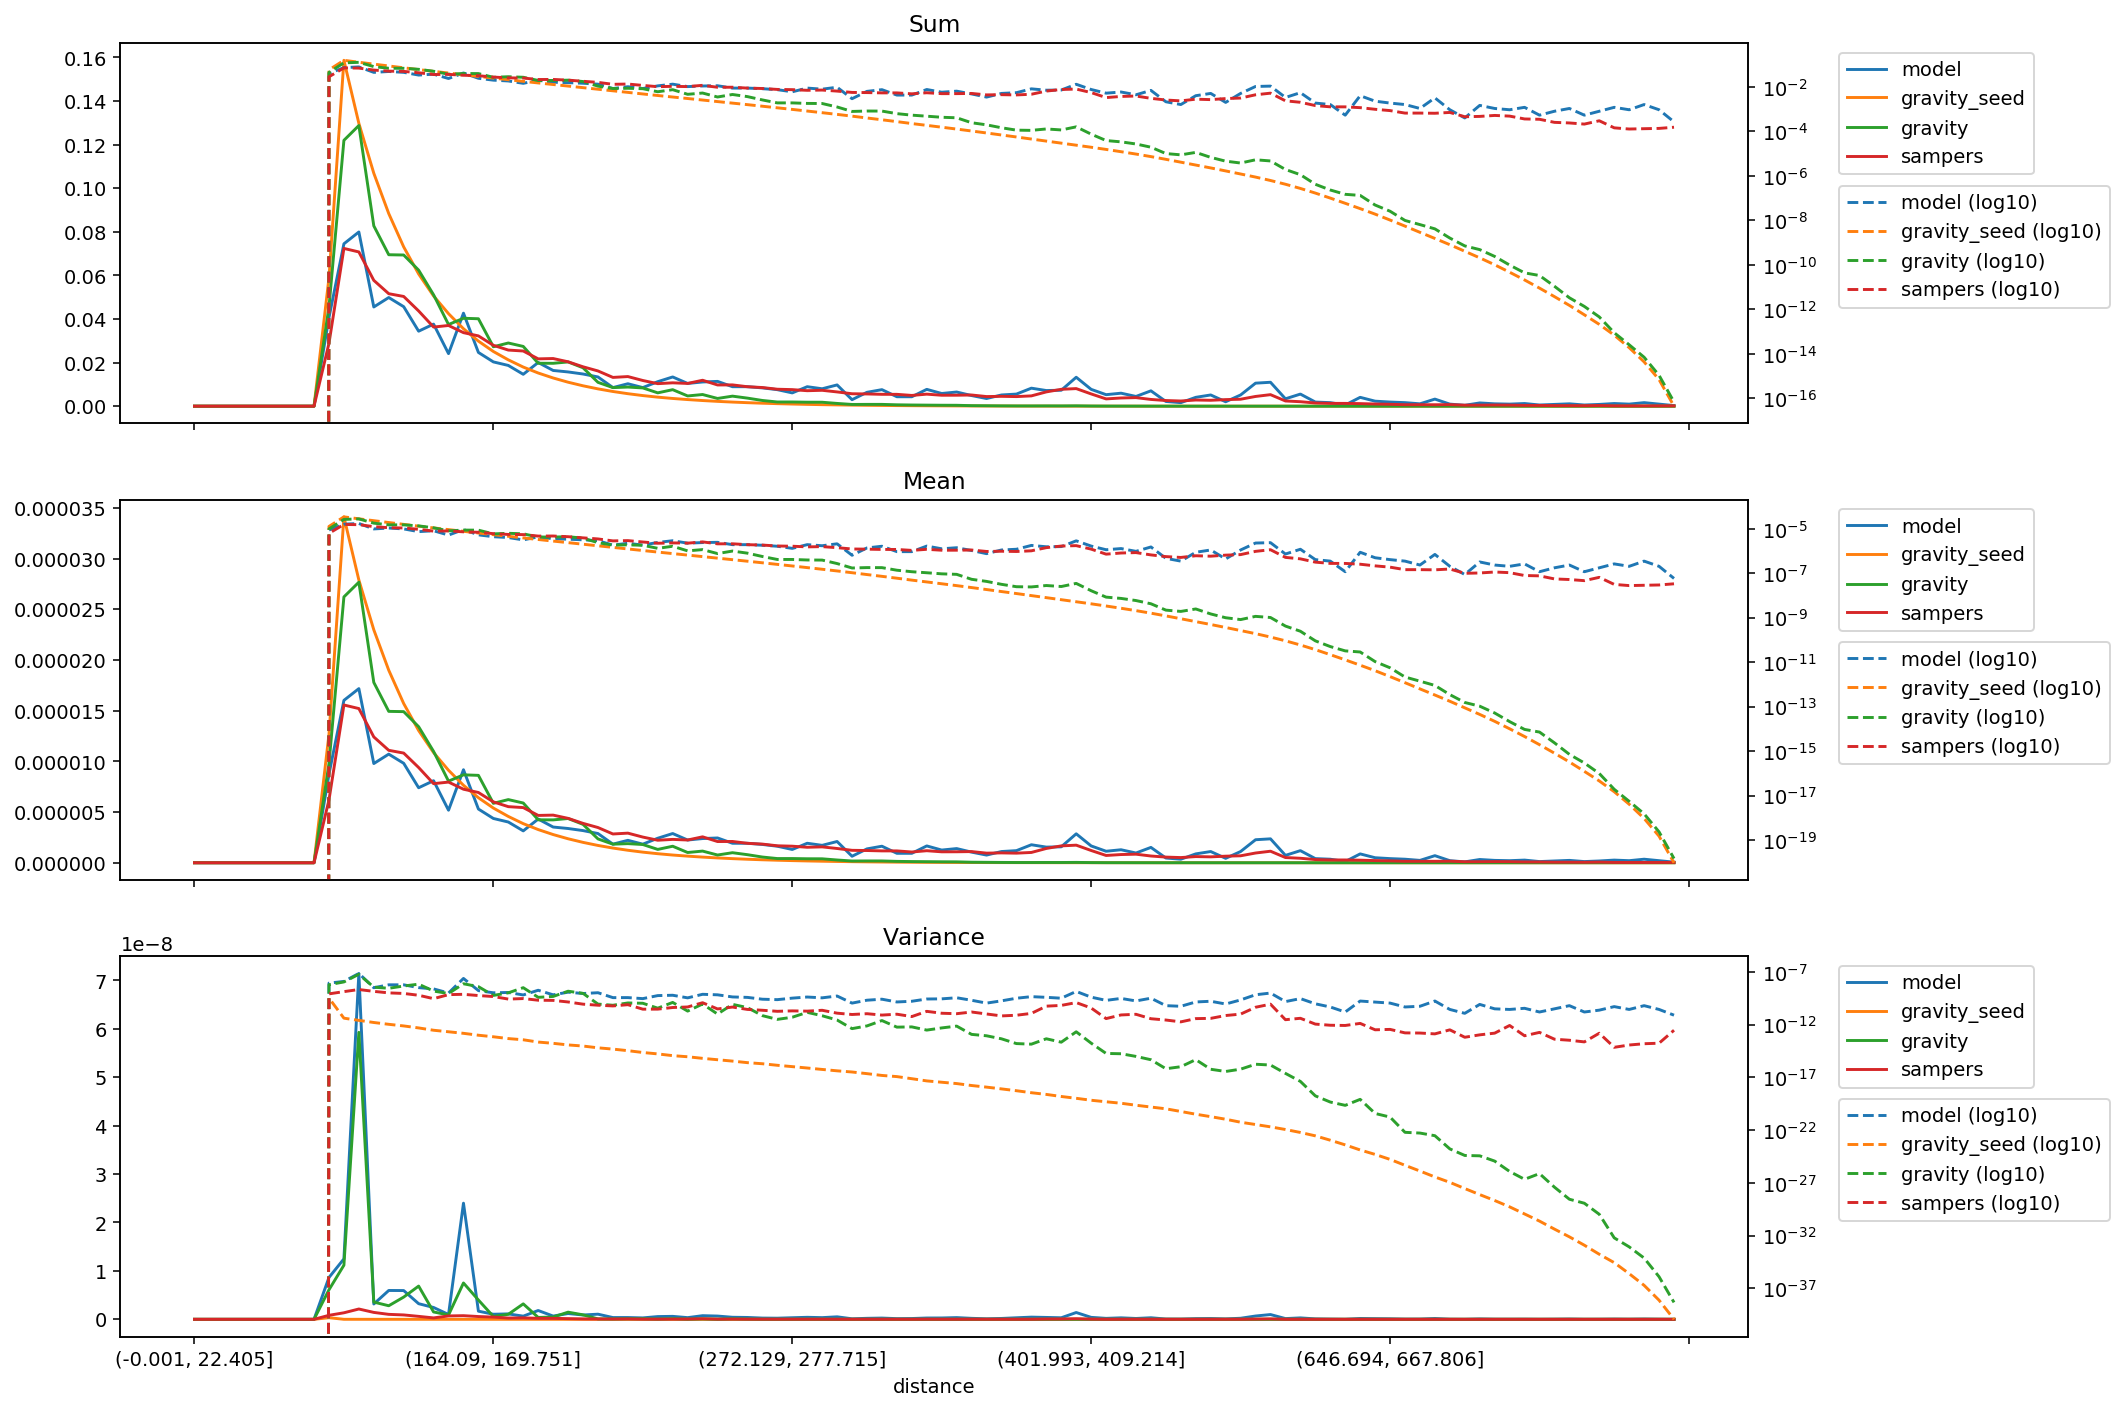 Sum
0.16
0.14
0.12
0.10
0.08
0.06
0.04
0.02
0.00
10⁻²
10⁻⁴
10⁻⁶
10⁻⁸
10⁻¹⁰
10⁻¹²
10⁻¹⁴
10⁻¹⁶
model
gravity_seed
gravity
sampers
model (log10)
gravity_seed (log10)
gravity (log10)
sampers (log10)
Mean
0.000035
0.000030
0.000025
0.000020
0.000015
0.000010
0.000005
0.000000
10⁻⁵
10⁻⁷
10⁻⁹
10⁻¹¹
10⁻¹³
10⁻¹⁵
10⁻¹⁷
10⁻¹⁹
model
gravity_seed
gravity
sampers
model (log10)
gravity_seed (log10)
gravity (log10)
sampers (log10)
Variance
1e−8
7
6
5
4
3
2
1
0
10⁻⁷
10⁻¹²
10⁻¹⁷
10⁻²²
10⁻²⁷
10⁻³²
10⁻³⁷
model
gravity_seed
gravity
sampers
model (log10)
gravity_seed (log10)
gravity (log10)
sampers (log10)
(-0.001, 22.405]
(164.09, 169.751]
(272.129, 277.715]
(401.993, 409.214]
(646.694, 667.806]
distance